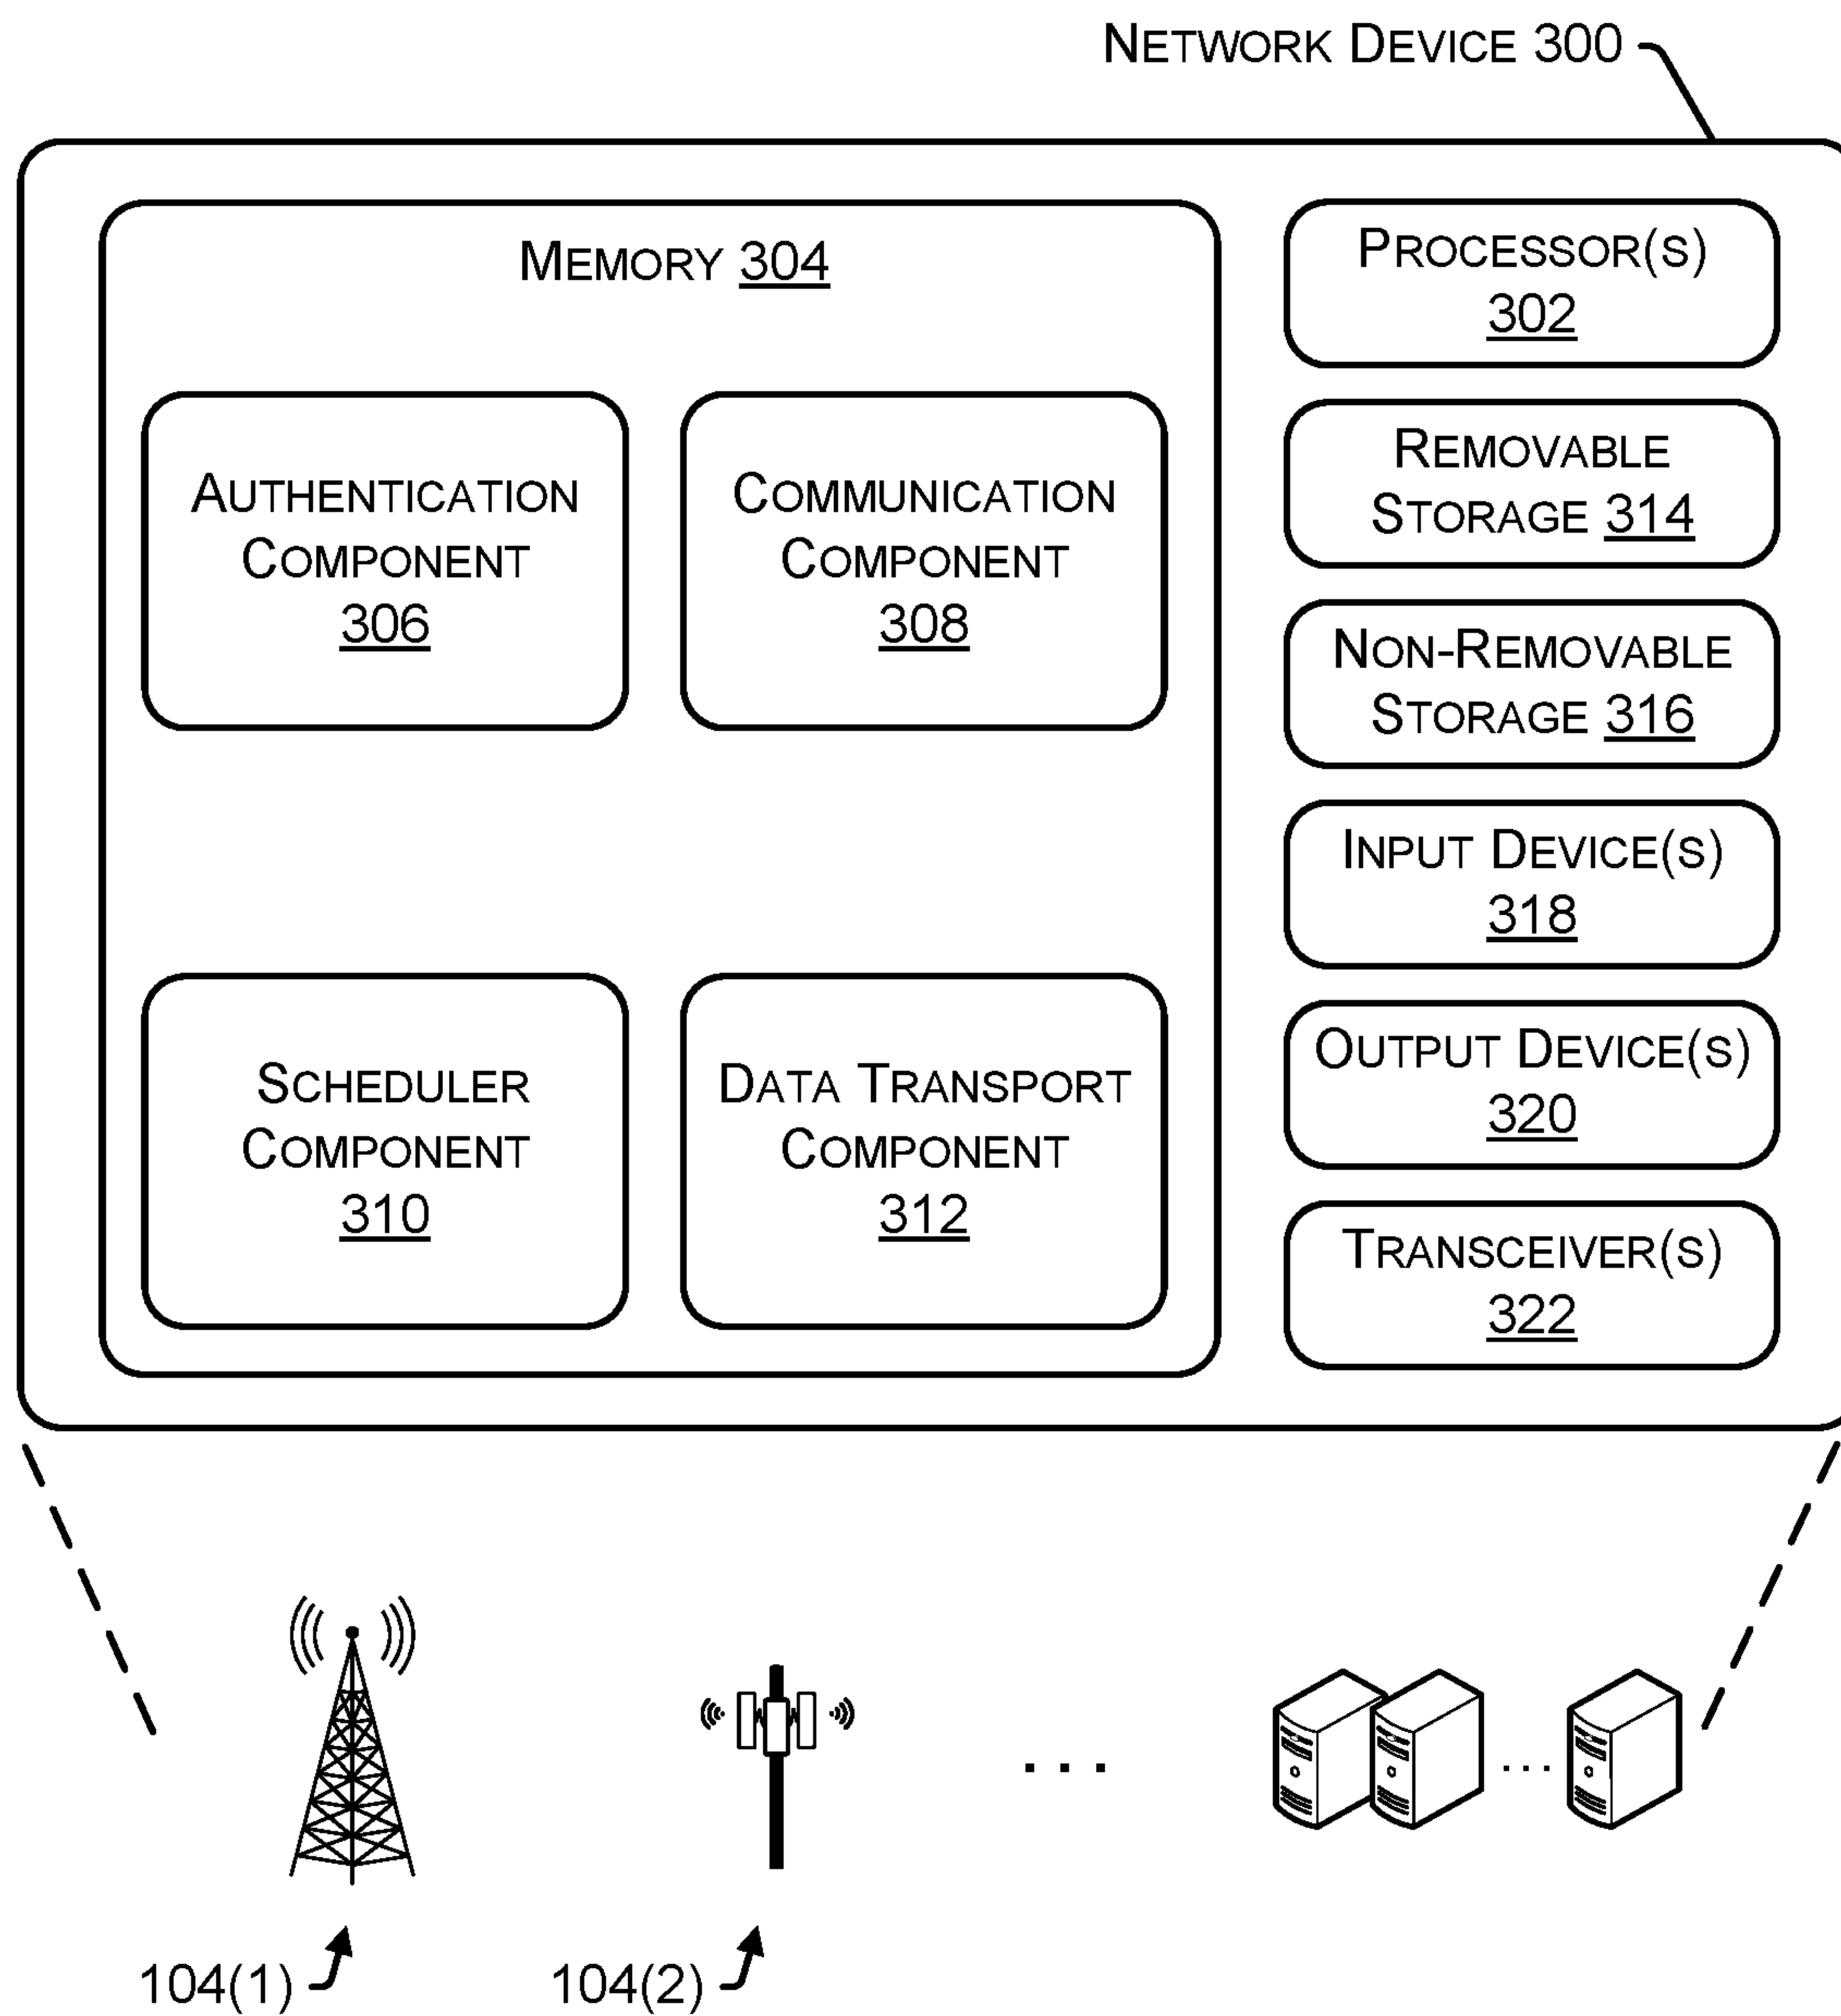 NETWORK DEVICE 300
MEMORY 304
AUTHENTICATION
COMPONENT
306
COMMUNICATION
COMPONENT
308
SCHEDULER
COMPONENT
310
DATA TRANSPORT
COMPONENT
312
PROCESSOR(S)
302
REMOVABLE
STORAGE 314
NON-REMOVABLE
STORAGE 316
INPUT DEVICE(S)
318
OUTPUT DEVICE(S)
320
TRANSCEIVER(S)
322
. . .
. . .
104(1)
104(2)